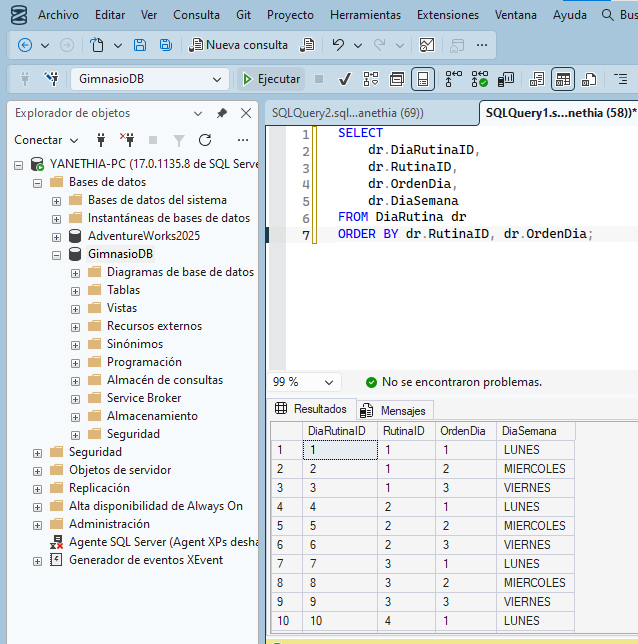 Archivo Editar Ver Consulta Git Proyecto Herramientas Extensiones Ventana Ayuda Bus
Nueva consulta
GimnasioDB Ejecutar
Explorador de objetos
Conectar
YANETHIA-PC (17.0.1135.8 de SQL Serve
Bases de datos
Bases de datos del sistema
Instantáneas de bases de datos
AdventureWorks2025
GimnasioDB
Diagramas de base de datos
Tablas
Vistas
Recursos externos
Sinónimos
Programación
Almacén de consultas
Service Broker
Almacenamiento
Seguridad
Seguridad
Objetos de servidor
Replicación
Alta disponibilidad de Always On
Administración
Agente SQL Server (Agent XPs desha
Generador de eventos XEvent
SQLQuery2.sql...anethia (69)) SQLQuery1.s...nethia (58))*
1 SELECT
2 dr.DiaRutinaID,
3 dr.RutinaID,
4 dr.OrdenDia,
5 dr.DiaSemana
6 FROM DiaRutina dr
7 ORDER BY dr.RutinaID, dr.OrdenDia;
99 % No se encontraron problemas.
Resultados Mensajes
DiaRutinaID RutinaID OrdenDia DiaSemana
1 1 1 1 LUNES
2 2 1 2 MIERCOLES
3 3 1 3 VIERNES
4 4 2 1 LUNES
5 5 2 2 MIERCOLES
6 6 2 3 VIERNES
7 7 3 1 LUNES
8 8 3 2 MIERCOLES
9 9 3 3 VIERNES
10 10 4 1 LUNES